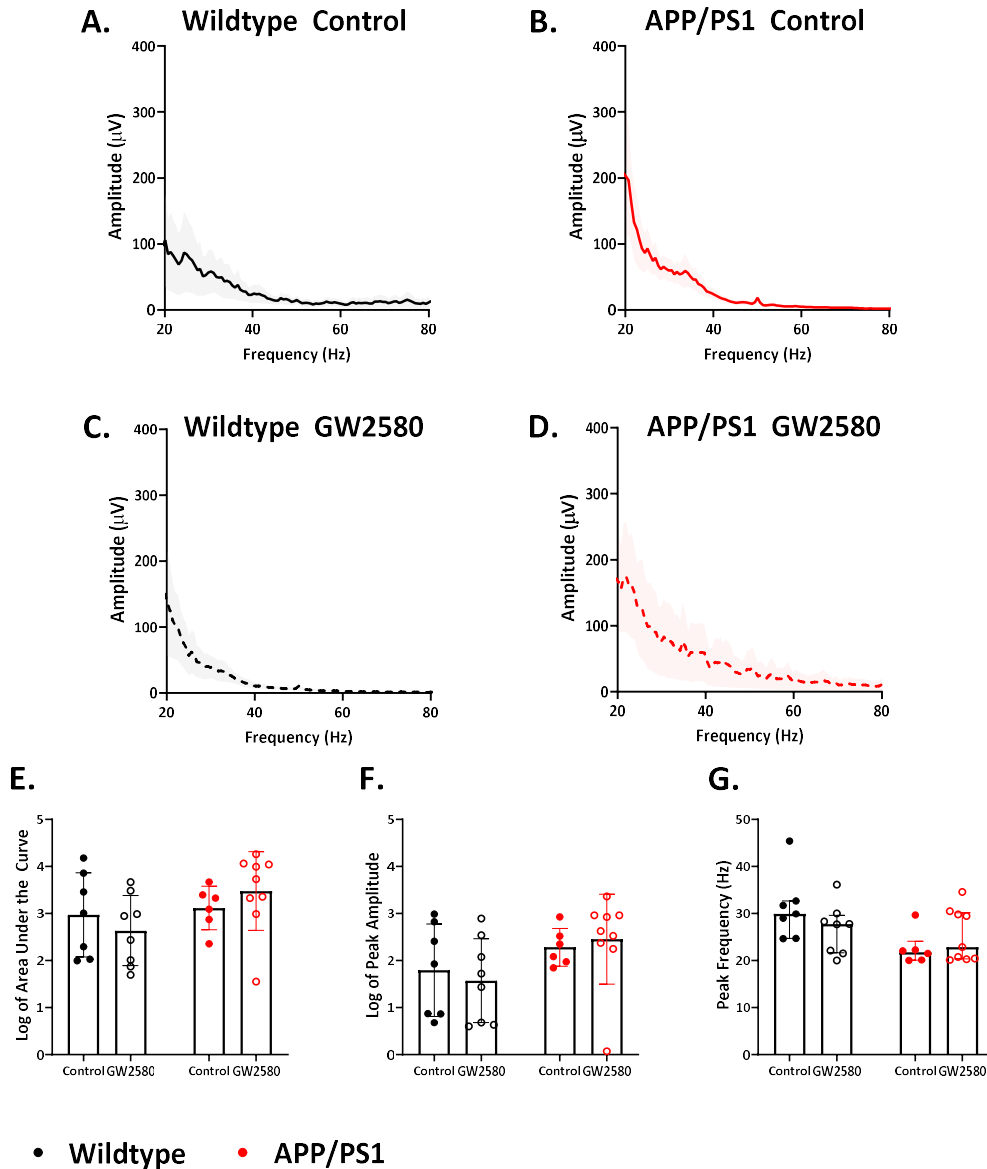 A. Wildtype Control
400
300
200
100
0
Amplitude (μV)
20 40 60 80
Frequency (Hz)
B. APP/PS1 Control
400
300
200
100
0
Amplitude (μV)
20 40 60 80
Frequency (Hz)
C. Wildtype GW2580
400
300
200
100
0
Amplitude (μV)
20 40 60 80
Frequency (Hz)
D. APP/PS1 GW2580
400
300
200
100
0
Amplitude (μV)
20 40 60 80
Frequency (Hz)
E.
5
4
3
2
1
0
Log of Area Under the Curve
Control GW2580 Control GW2580
F.
5
4
3
2
1
0
Log of Peak Amplitude
Control GW2580 Control GW2580
G.
50
40
30
20
10
0
Peak Frequency (Hz)
Control GW2580 Control GW2580
Wildtype APP/PS1